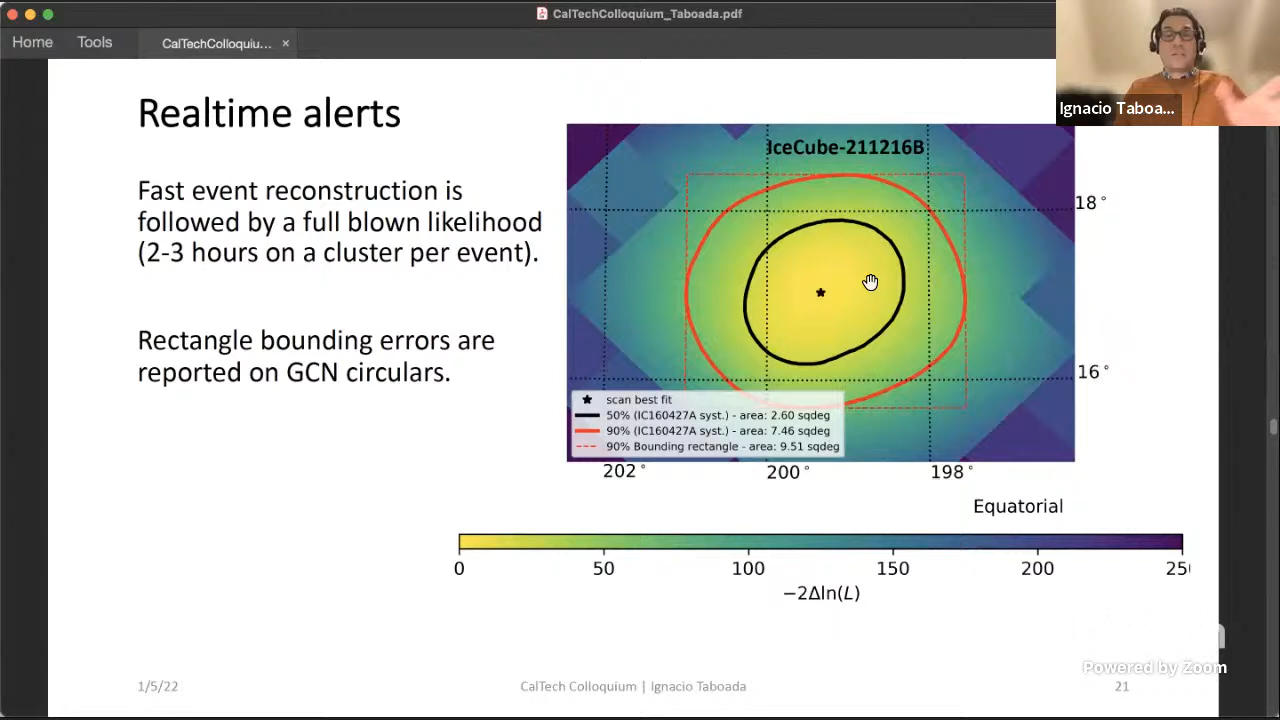 CalTechColloquium_Taboada.pdf
Home
Tools
CalTechColloquiu...
×
Ignacio Taboa...
Realtime alerts
Fast event reconstruction is
followed by a full blown likelihood
(2-3 hours on a cluster per event).
Rectangle bounding errors are
reported on GCN circulars.
IceCube-211216B
18°
16°
scan best fit
50% (IC160427A syst.) - area: 2.60 sqdeg
90% (IC160427A syst.) - area: 7.46 sqdeg
90% Bounding rectangle - area: 9.51 sqdeg
202°
200°
198°
Equatorial
0
50
100
150
200
25
−2Δln(L)
Powered by Zoom
1/5/22
CalTech Colloquium | Ignacio Taboada
21